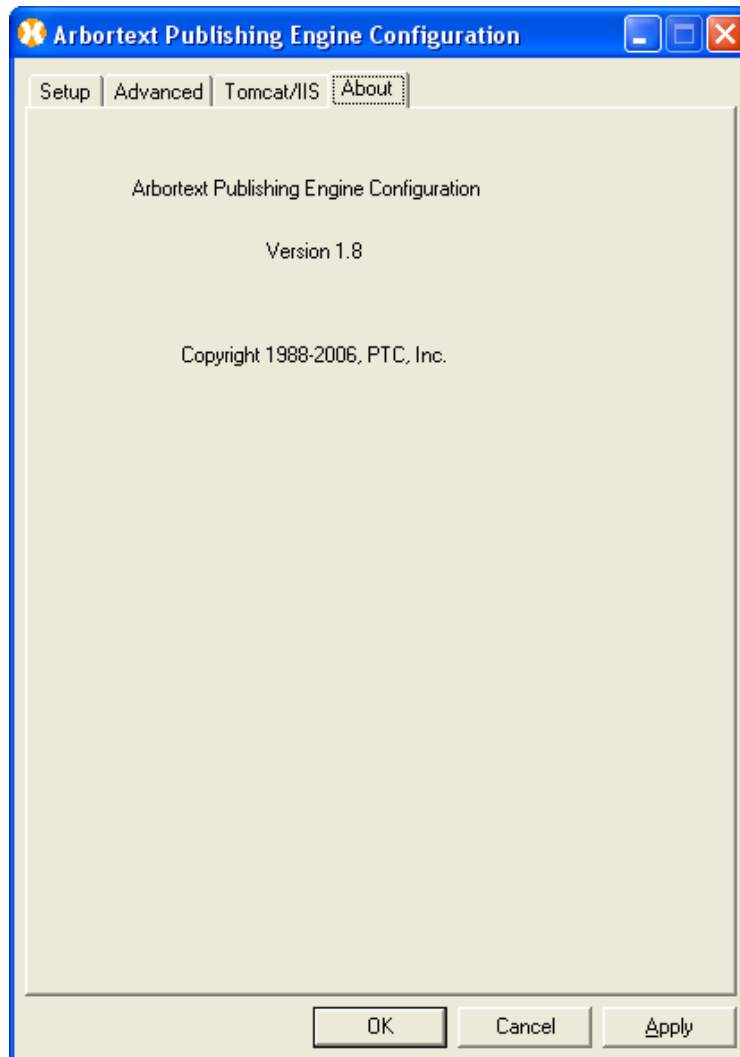 Arbortext Publishing Engine Configuration
Setup Advanced Tomcat/IIS About
Arbortext Publishing Engine Configuration
Version 1.8
Copyright 1988-2006, PTC, Inc.
OK Cancel Apply